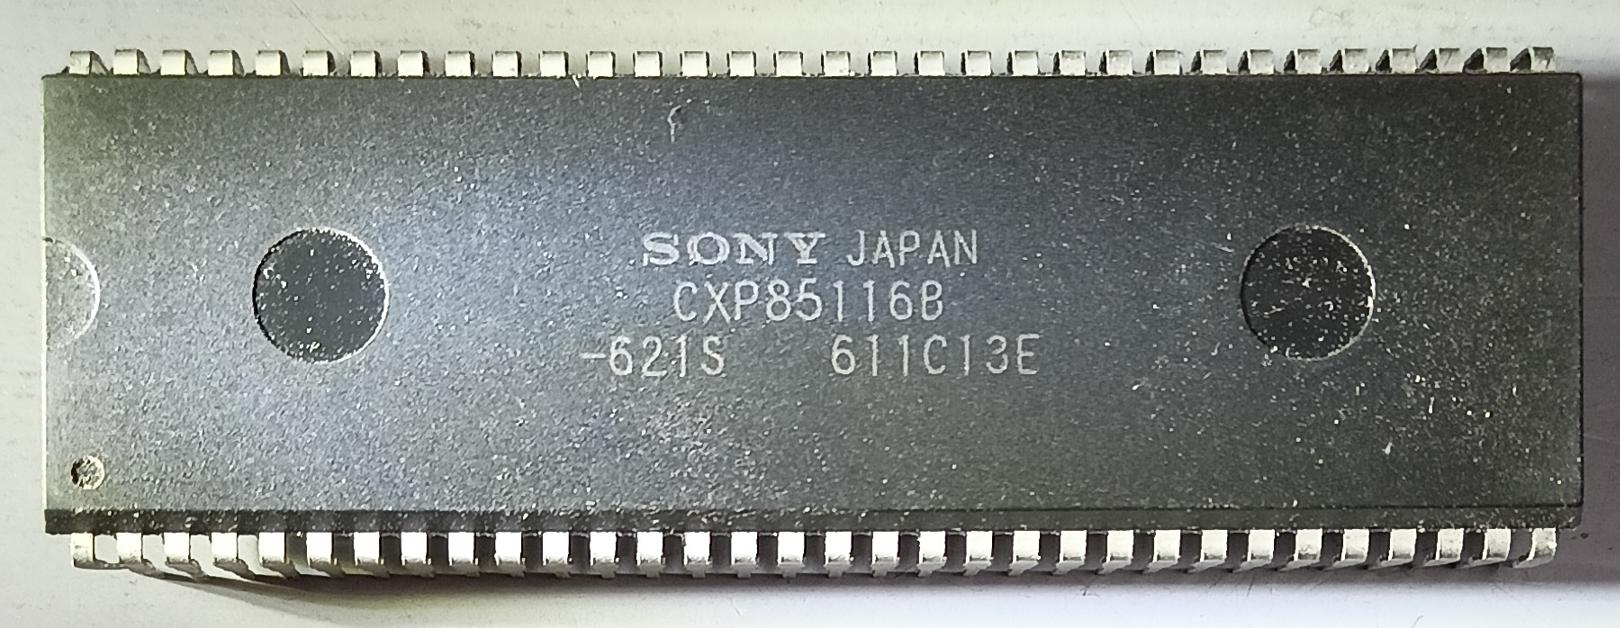 SONY JAPAN
CXP85116B
-621S 611C13E